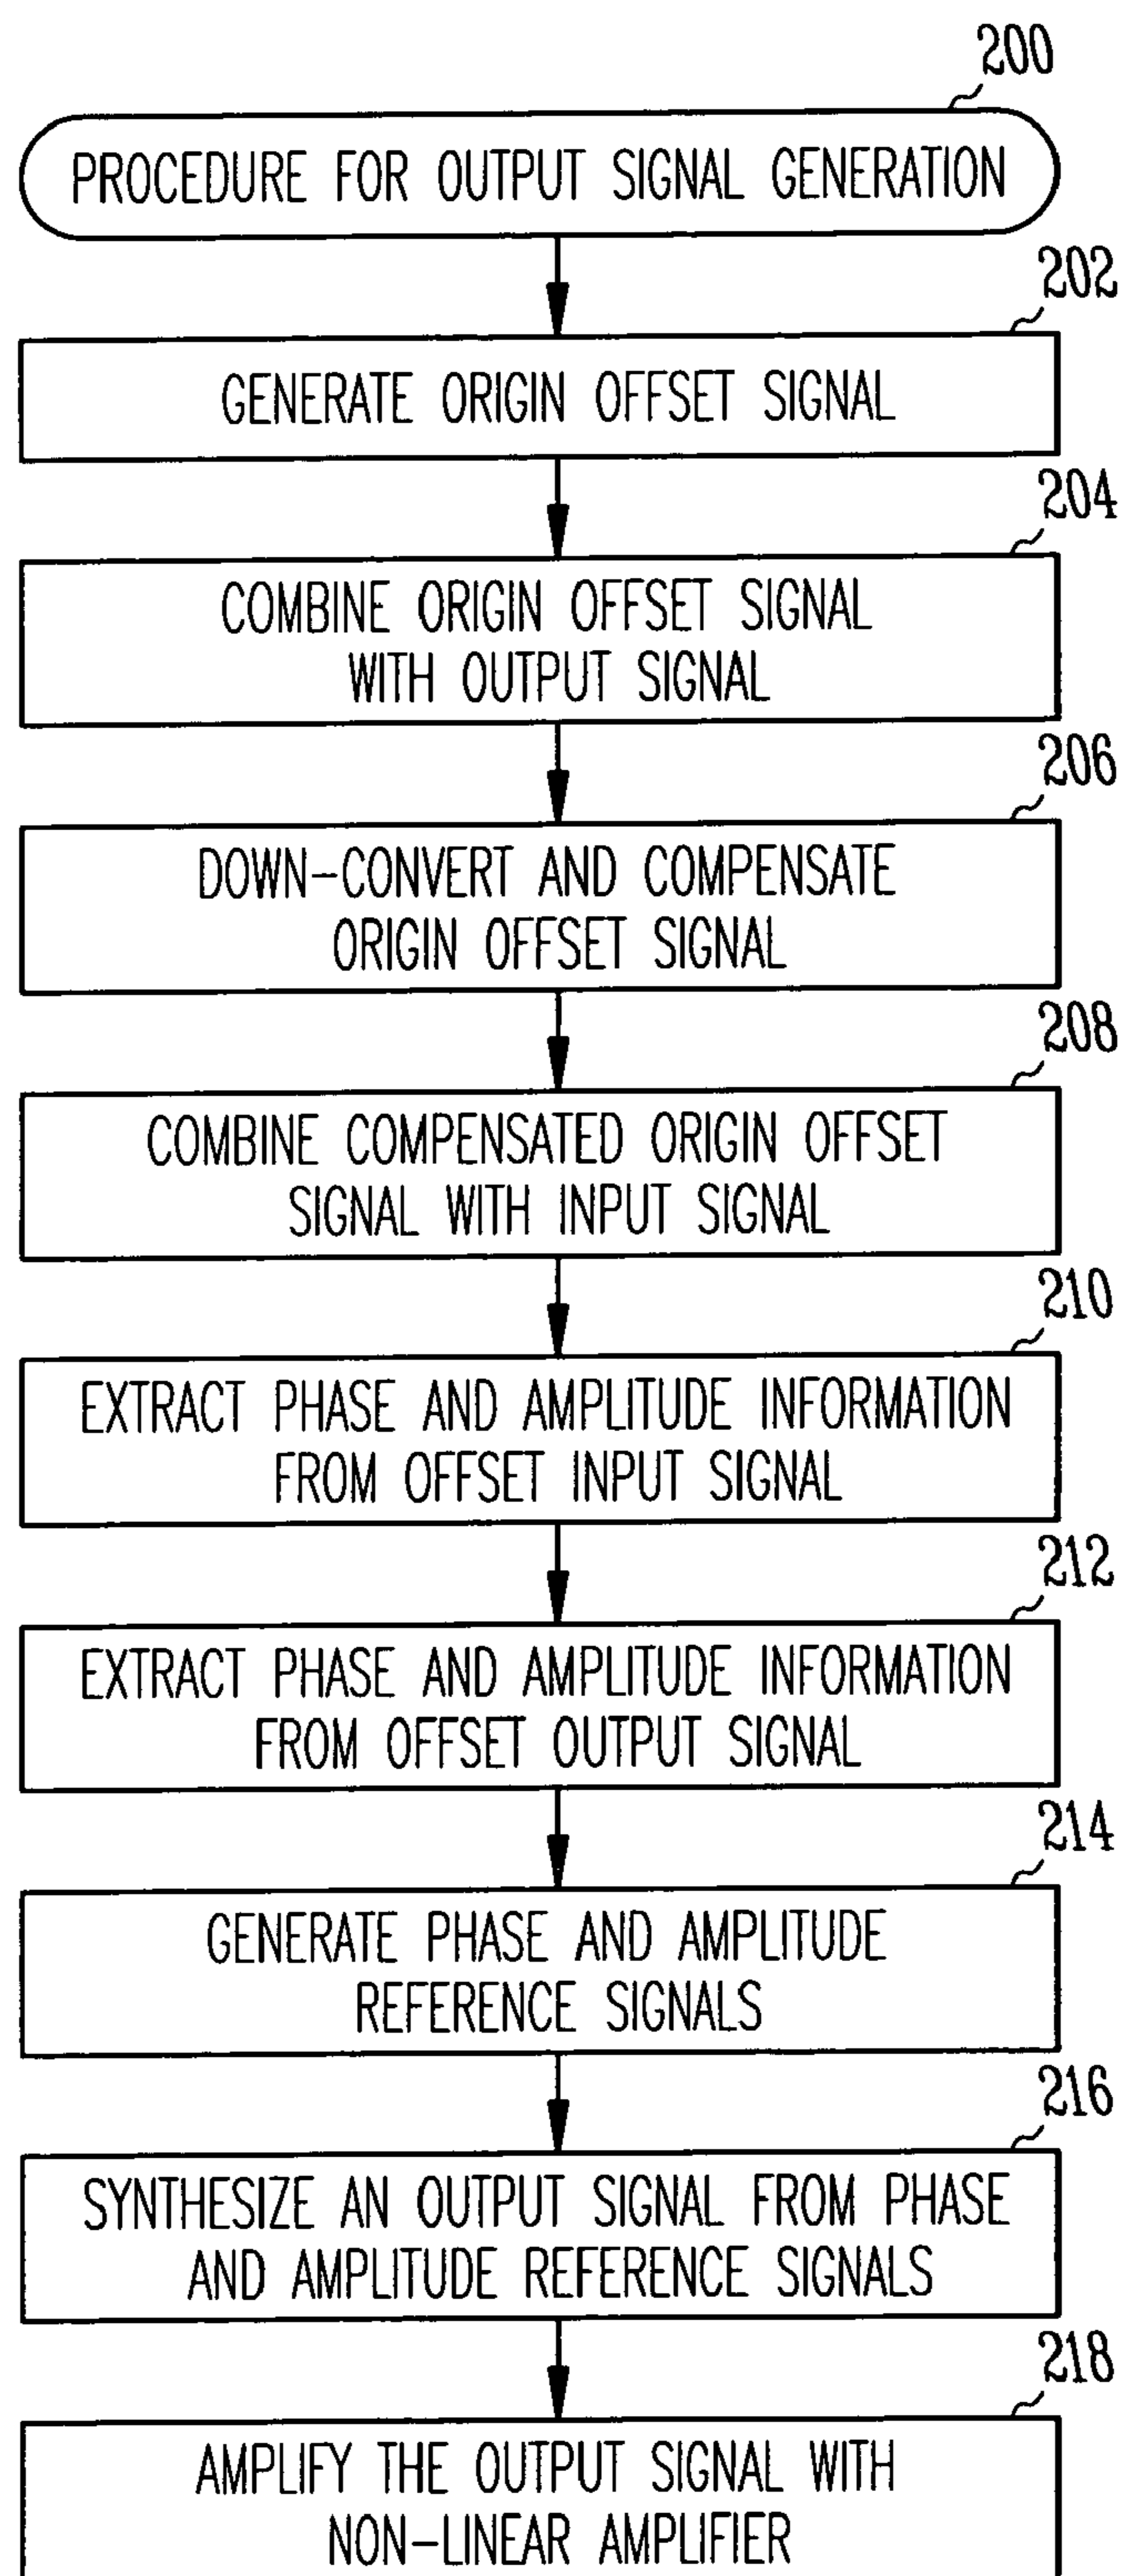 200
PROCEDURE FOR OUTPUT SIGNAL GENERATION
202
GENERATE ORIGIN OFFSET SIGNAL
204
COMBINE ORIGIN OFFSET SIGNAL
WITH OUTPUT SIGNAL
206
DOWN-CONVERT AND COMPENSATE
ORIGIN OFFSET SIGNAL
208
COMBINE COMPENSATED ORIGIN OFFSET
SIGNAL WITH INPUT SIGNAL
210
EXTRACT PHASE AND AMPLITUDE INFORMATION
FROM OFFSET INPUT SIGNAL
212
EXTRACT PHASE AND AMPLITUDE INFORMATION
FROM OFFSET OUTPUT SIGNAL
214
GENERATE PHASE AND AMPLITUDE
REFERENCE SIGNALS
216
SYNTHESIZE AN OUTPUT SIGNAL FROM PHASE
AND AMPLITUDE REFERENCE SIGNALS
218
AMPLIFY THE OUTPUT SIGNAL WITH
NON-LINEAR AMPLIFIER